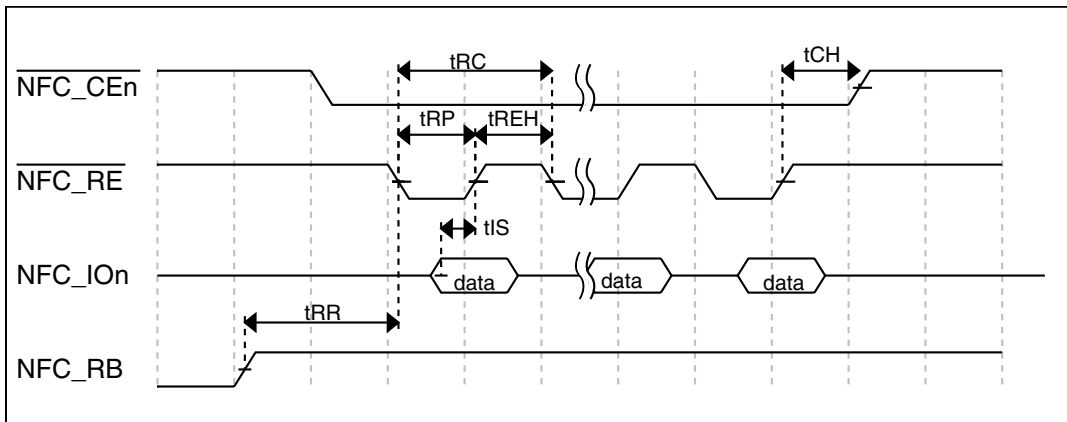 tRC
tCH
NFC_CEn
tRP
tREH
NFC_RE
tIS
NFC_IOn
data
data
data
tRR
NFC_RB